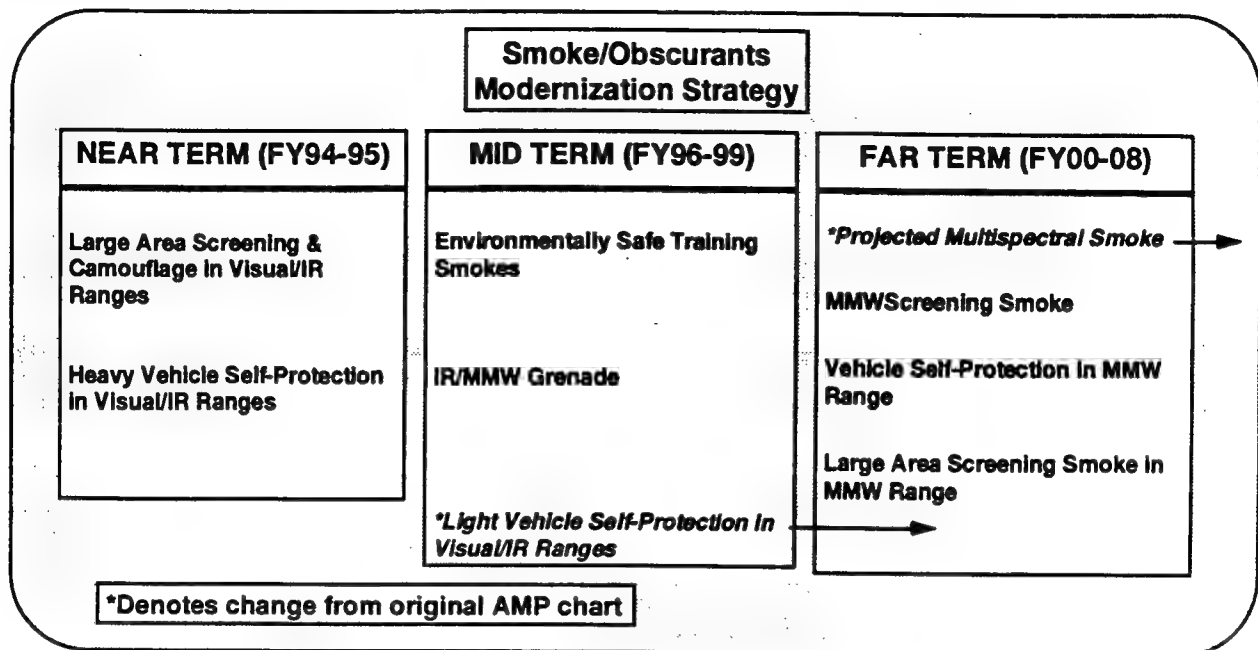 Smoke/Obscurants
Modernization Strategy
NEAR TERM (FY94-95)
Large Area Screening &
Camouflage in Visual/IR
Ranges
Heavy Vehicle Self-Protection
in Visual/IR Ranges
MID TERM (FY96-99)
Environmentally Safe Training
Smokes
IR/MMW Grenade
*Light Vehicle Self-Protection In
Visual/IR Ranges
FAR TERM (FY00-08)
*Projected Multispectral Smoke
MMWScreening Smoke
Vehicle Self-Protection in MMW
Range
Large Area Screening Smoke in
MMW Range
*Denotes change from original AMP chart